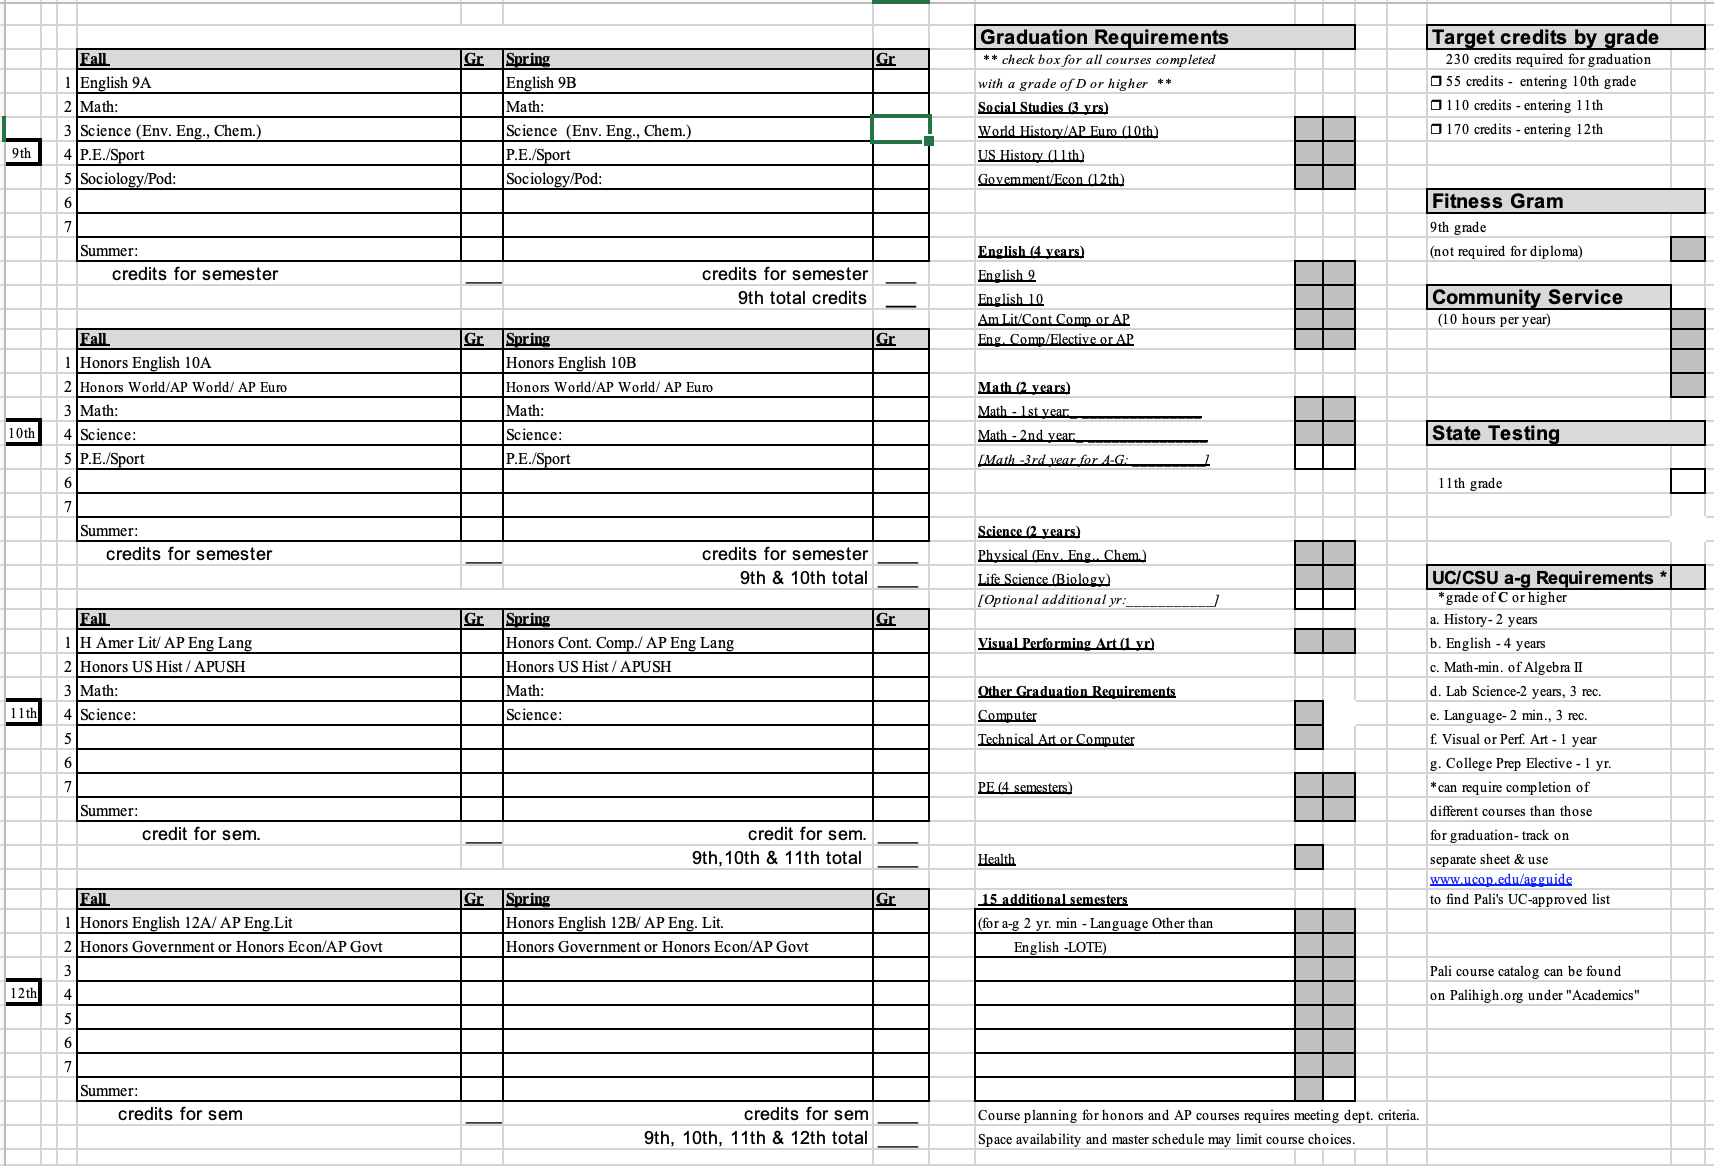 Fall Gr Spring Gr
1 English 9A English 9B
2 Math: Math:
3 Science (Env. Eng., Chem.) Science (Env. Eng., Chem.)
9th
4 P.E./Sport P.E./Sport
5 Sociology/Pod: Sociology/Pod:
6
7
Summer:
credits for semester ___ credits for semester ___
9th total credits ___
Fall Gr Spring Gr
1 Honors English 10A Honors English 10B
2 Honors World/AP World/ AP Euro Honors World/AP World/ AP Euro
3 Math: Math:
10th
4 Science: Science:
5 P.E./Sport P.E./Sport
6
7
Summer:
credits for semester ____ credits for semester ____
9th & 10th total ____
Fall Gr Spring Gr
1 H Amer Lit/ AP Eng Lang Honors Cont. Comp./ AP Eng Lang
2 Honors US Hist / APUSH Honors US Hist / APUSH
3 Math: Math:
11th
4 Science: Science:
5
6
7
Summer:
credit for sem. ____ credit for sem. ____
9th,10th & 11th total ____
Fall Gr Spring Gr
1 Honors English 12A/ AP Eng.Lit Honors English 12B/ AP Eng. Lit.
2 Honors Government or Honors Econ/AP Govt Honors Government or Honors Econ/AP Govt
3
12th
4
5
6
7
Summer:
credits for sem ____ credits for sem ____
9th, 10th, 11th & 12th total ____
Graduation Requirements
** check box for all courses completed
with a grade of D or higher **
Social Studies (3 yrs)
World History/AP Euro (10th)
US History (11th)
Government/Econ (12th)
English (4 years)
English 9
English 10
Am Lit/Cont Comp or AP
Eng. Comp/Elective or AP
Math (2 years)
Math - 1st year:_ _______________
Math - 2nd year:_ _______________
[Math -3rd year for A-G: _________]
Science (2 years)
Physical (Env. Eng., Chem.)
Life Science (Biology)
[Optional additional yr:___________]
Visual Performing Art (1 yr)
Other Graduation Requirements
Computer
Technical Art or Computer
PE (4 semesters)
Health
15 additional semesters
(for a-g 2 yr. min - Language Other than
English -LOTE)
Course planning for honors and AP courses requires meeting dept. criteria.
Space availability and master schedule may limit course choices.
Target credits by grade
230 credits required for graduation
❒ 55 credits - entering 10th grade
❒ 110 credits - entering 11th
❒ 170 credits - entering 12th
Fitness Gram
9th grade
(not required for diploma)
Community Service
(10 hours per year)
State Testing
11th grade
UC/CSU a-g Requirements *
*grade of C or higher
a. History- 2 years
b. English - 4 years
c. Math-min. of Algebra II
d. Lab Science-2 years, 3 rec.
e. Language- 2 min., 3 rec.
f. Visual or Perf. Art - 1 year
g. College Prep Elective - 1 yr.
*can require completion of
different courses than those
for graduation- track on
separate sheet & use
www.ucop.edu/agguide
to find Pali's UC-approved list
Pali course catalog can be found
on Palihigh.org under "Academics"